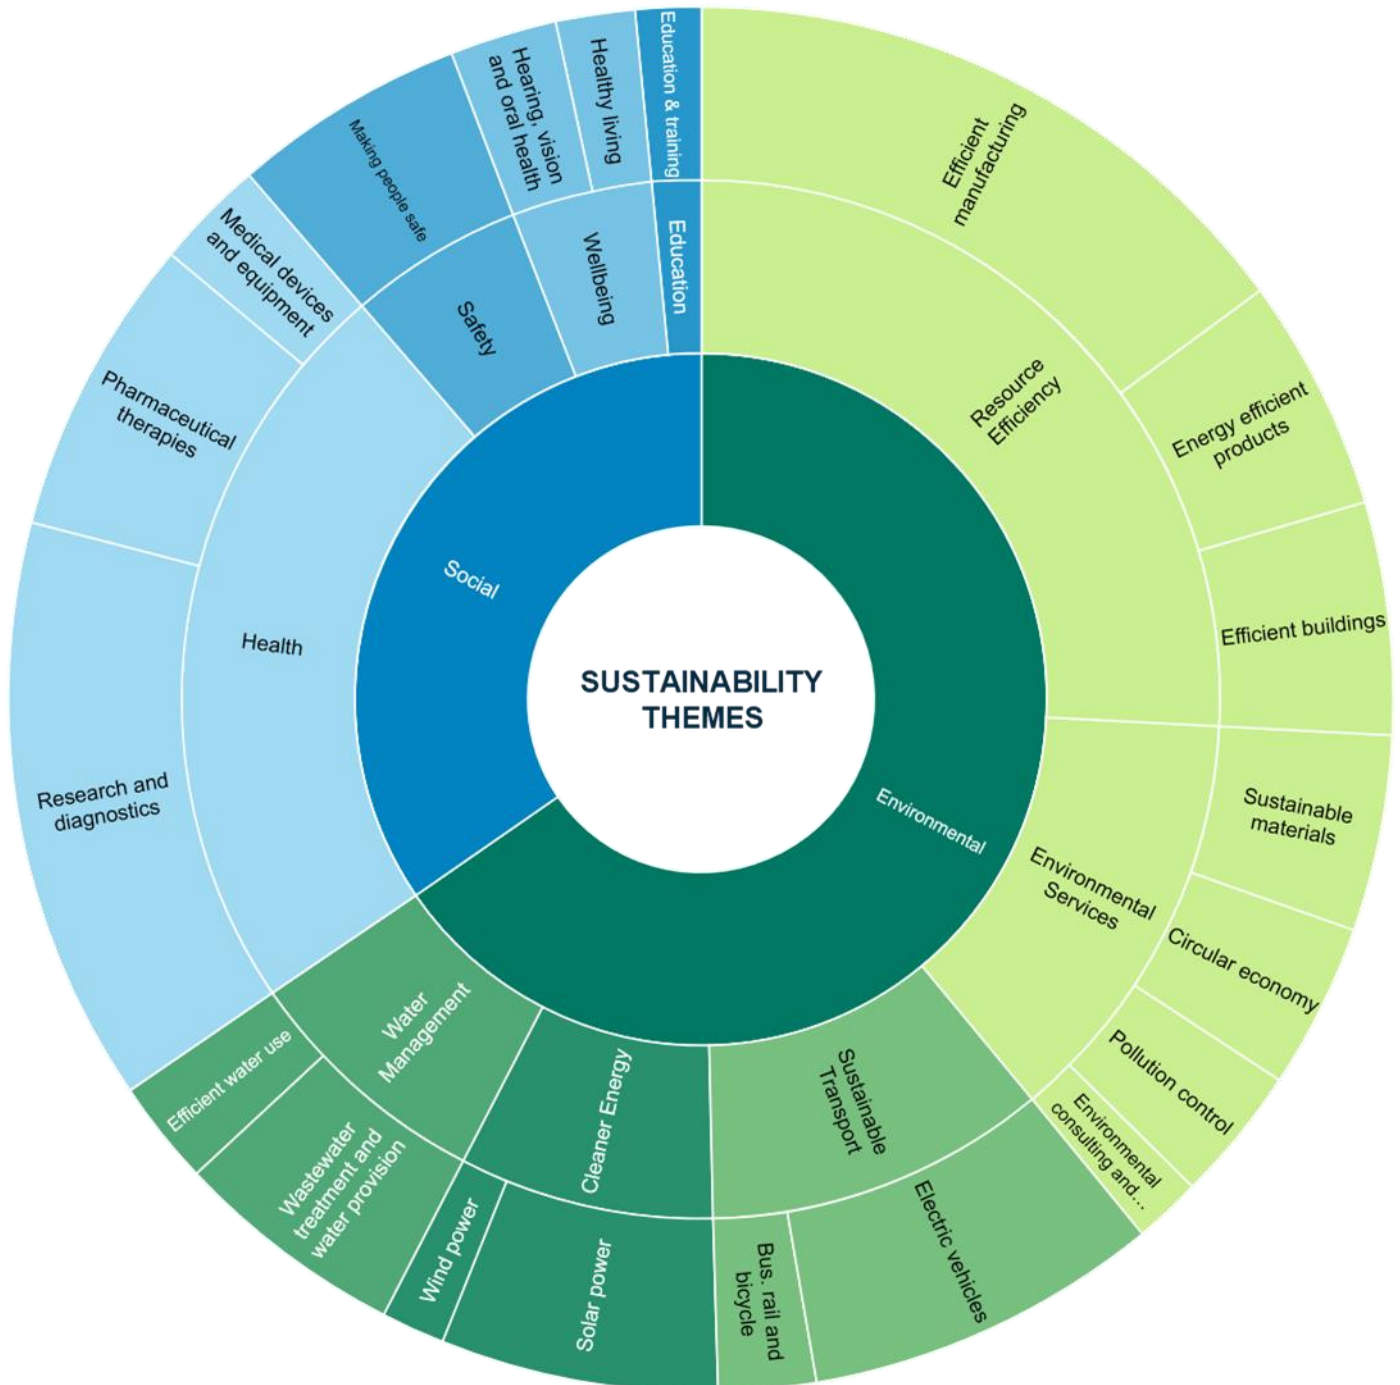 SUSTAINABILITY
THEMES
Environmental
Social
Resource
Efficiency
Environmental
Services
Sustainable
Transport
Cleaner Energy
Water
Management
Health
Safety
Wellbeing
Education
Efficient
manufacturing
Energy efficient
products
Efficient buildings
Sustainable
materials
Circular economy
Pollution control
Environmental
consulting and...
Electric vehicles
Bus. rail and
bicycle
Solar power
Wind power
Wastewater
treatment and
water provision
Efficient water use
Research and
diagnostics
Pharmaceutical
therapies
Medical devices
and equipment
Making people safe
Hearing, vision
and oral health
Healthy living
Education & training